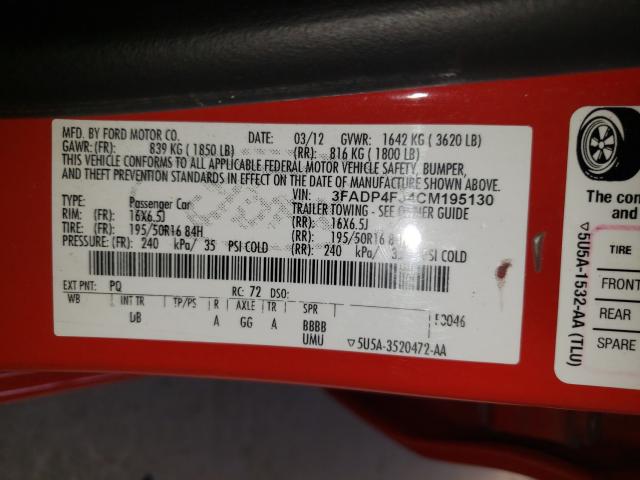 MFD. BY FORD MOTOR CO. DATE: 03/12 GVWR: 1642 KG ( 3620 LB)
GAWR: (FR): 839 KG ( 1850 LB) (RR): 816 KG ( 1800 LB)
THIS VEHICLE CONFORMS TO ALL APPLICABLE FEDERAL MOTOR VEHICLE SAFETY, BUMPER,
AND THEFT PREVENTION STANDARDS IN EFFECT ON THE DATE OF MANUFACTURE SHOWN ABOVE
VIN: 3FADP4FJ4CM195130
TYPE: Passenger Car TRAILER TOWING - SEE OWNER GUIDE
RIM: (FR): 16X6.5J (RR): 16X6.5J
TIRE: (FR): 195/50R16 84H (RR): 195/50R16 84H
PRESSURE: (FR): 240 kPa/ 35 PSI COLD (RR): 240 kPa/ PSI COLD
EXT PNT: PQ RC: 72 DSO:
WB INT TR TP/PS R AXLE TR SPR
DB A GG A BBBB
UMU
▽5U5A-3520472-AA
The con
and
TIRE
FRONT
REAR
SPARE
▽5U5A-1532-AA (TLU)